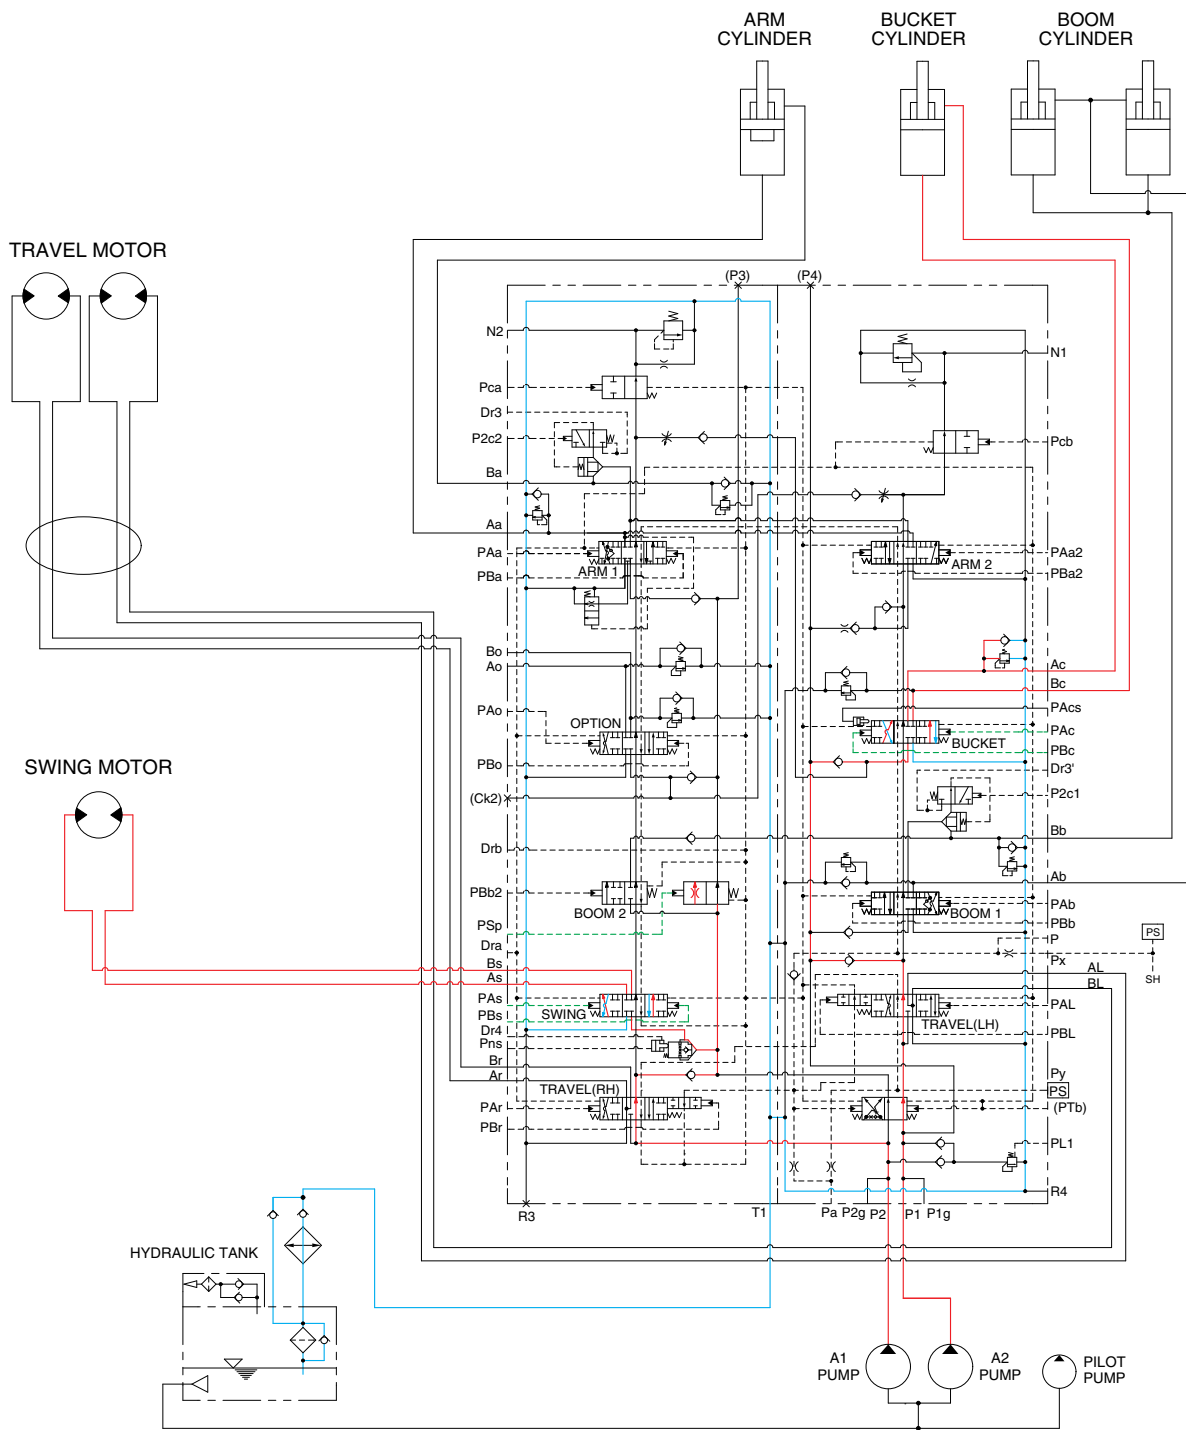 ARM
CYLINDER
BUCKET
CYLINDER
BOOM
CYLINDER
TRAVEL MOTOR
(P3)
(P4)
N2
N1
Pca
Dr3
P2c2
Pcb
Ba
Aa
PAa
ARM 1
PBa
PAa2
ARM 2
PBa2
Bo
Ao
Ac
Bc
PAo
OPTION
PAcs
PAc
BUCKET
PBc
PBo
Dr3'
SWING MOTOR
(Ck2)
P2c1
Drb
Bb
PBb2
BOOM 2
Ab
PAb
BOOM 1
PBb
PSp
Dra
P
PS
Bs
Px
As
AL
SH
BL
PAs
SWING
PBs
PAL
TRAVEL(LH)
PBL
Dr4
Pns
Br
Ar
Py
TRAVEL(RH)
PS
PAr
(PTb)
PBr
PL1
R4
R3
T1
Pa
P2g
P2
P1
P1g
HYDRAULIC TANK
A1
PUMP
A2
PUMP
PILOT
PUMP